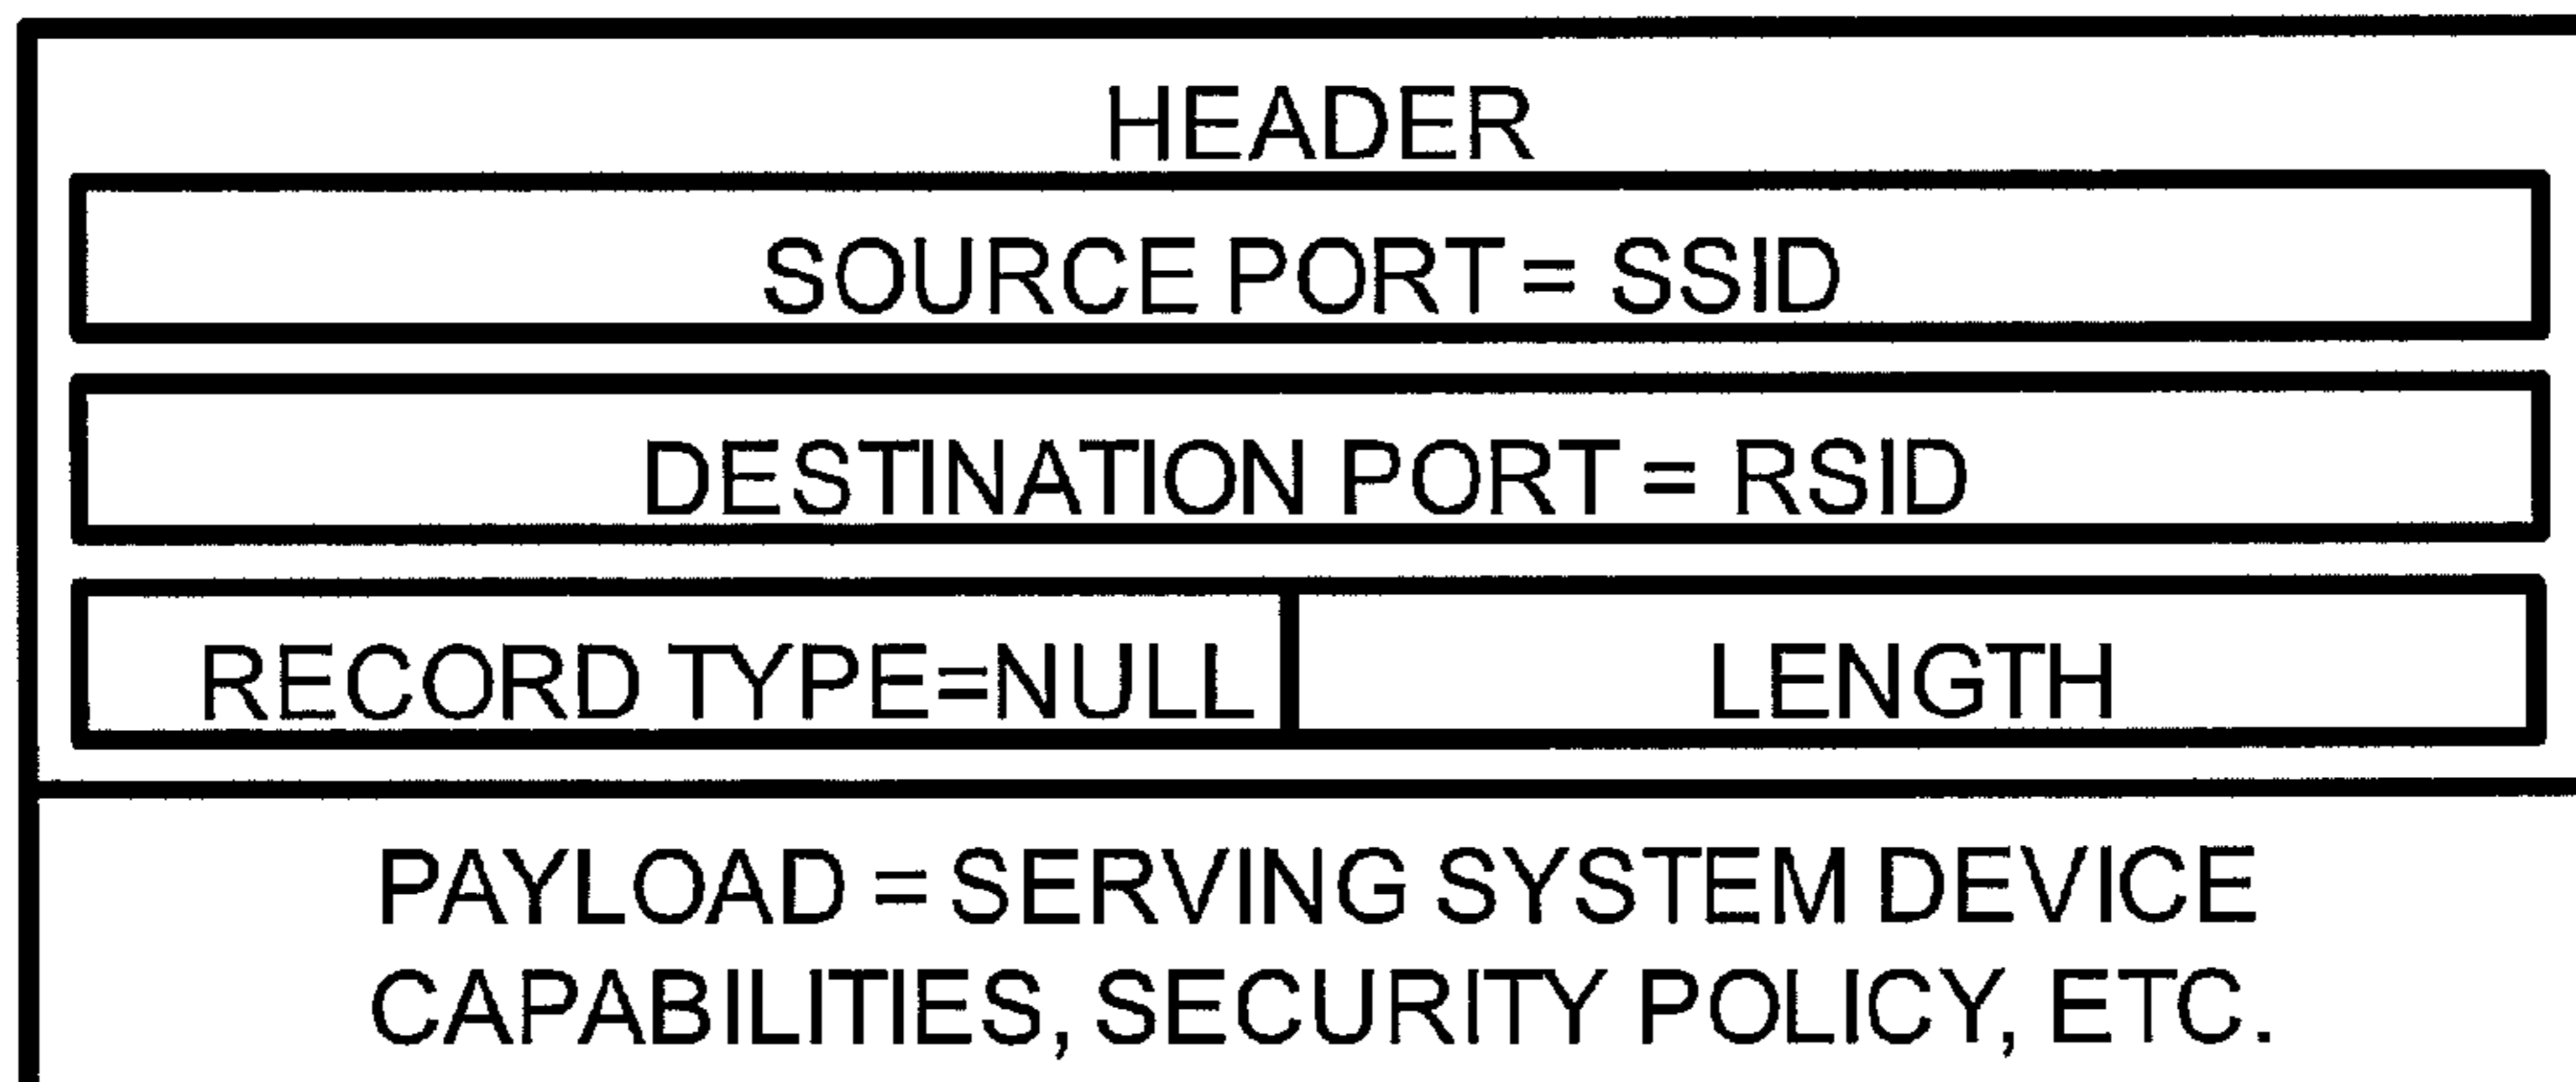 HEADER
SOURCE PORT = SSID
DESTINATION PORT = RSID
RECORD TYPE=NULL
LENGTH
PAYLOAD = SERVING SYSTEM DEVICE
CAPABILITIES, SECURITY POLICY, ETC.